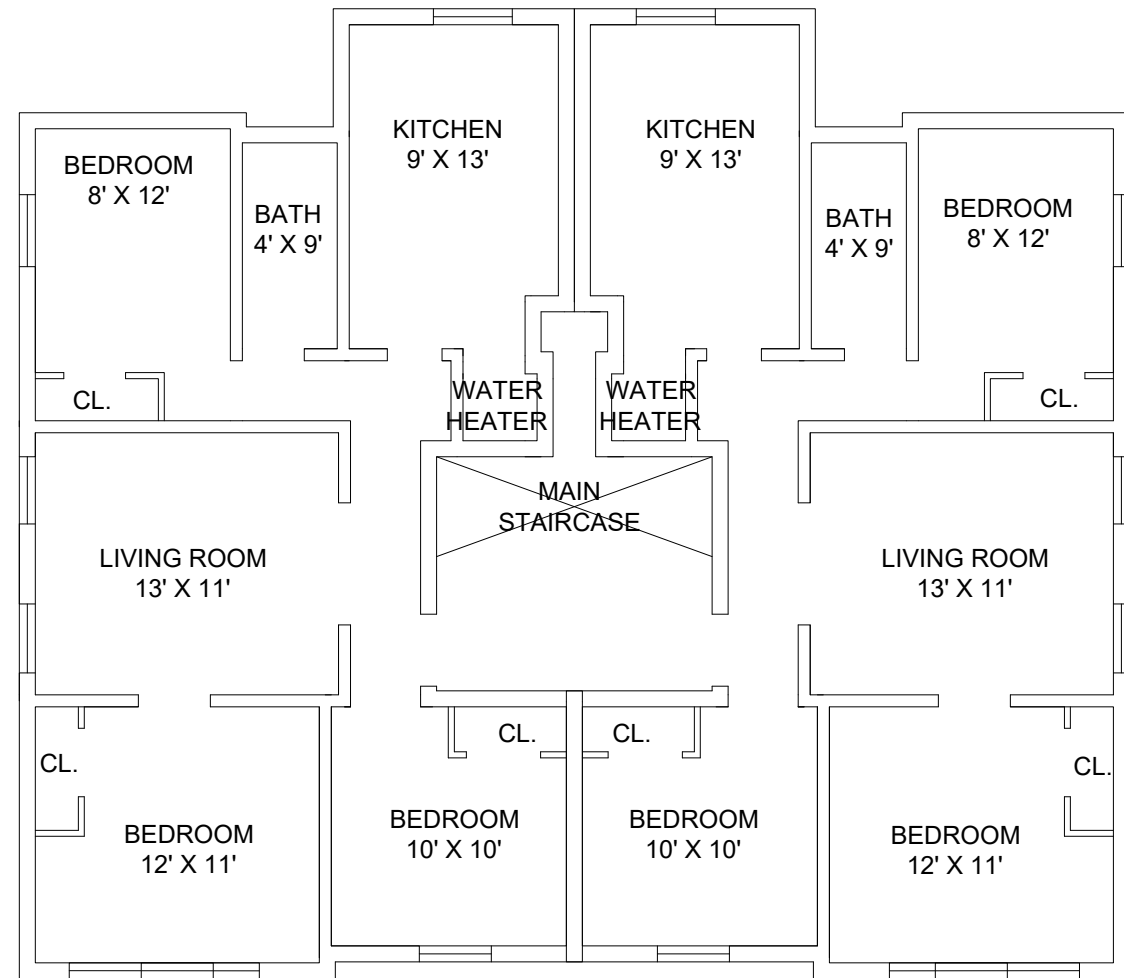 KITCHEN
9' X 13'
KITCHEN
9' X 13'
BEDROOM
8' X 12'
BATH
4' X 9'
BATH
4' X 9'
BEDROOM
8' X 12'
CL.
WATER
HEATER
WATER
HEATER
CL.
MAIN
STAIRCASE
LIVING ROOM
13' X 11'
LIVING ROOM
13' X 11'
CL.
CL.
CL.
CL.
BEDROOM
12' X 11'
BEDROOM
10' X 10'
BEDROOM
10' X 10'
BEDROOM
12' X 11'